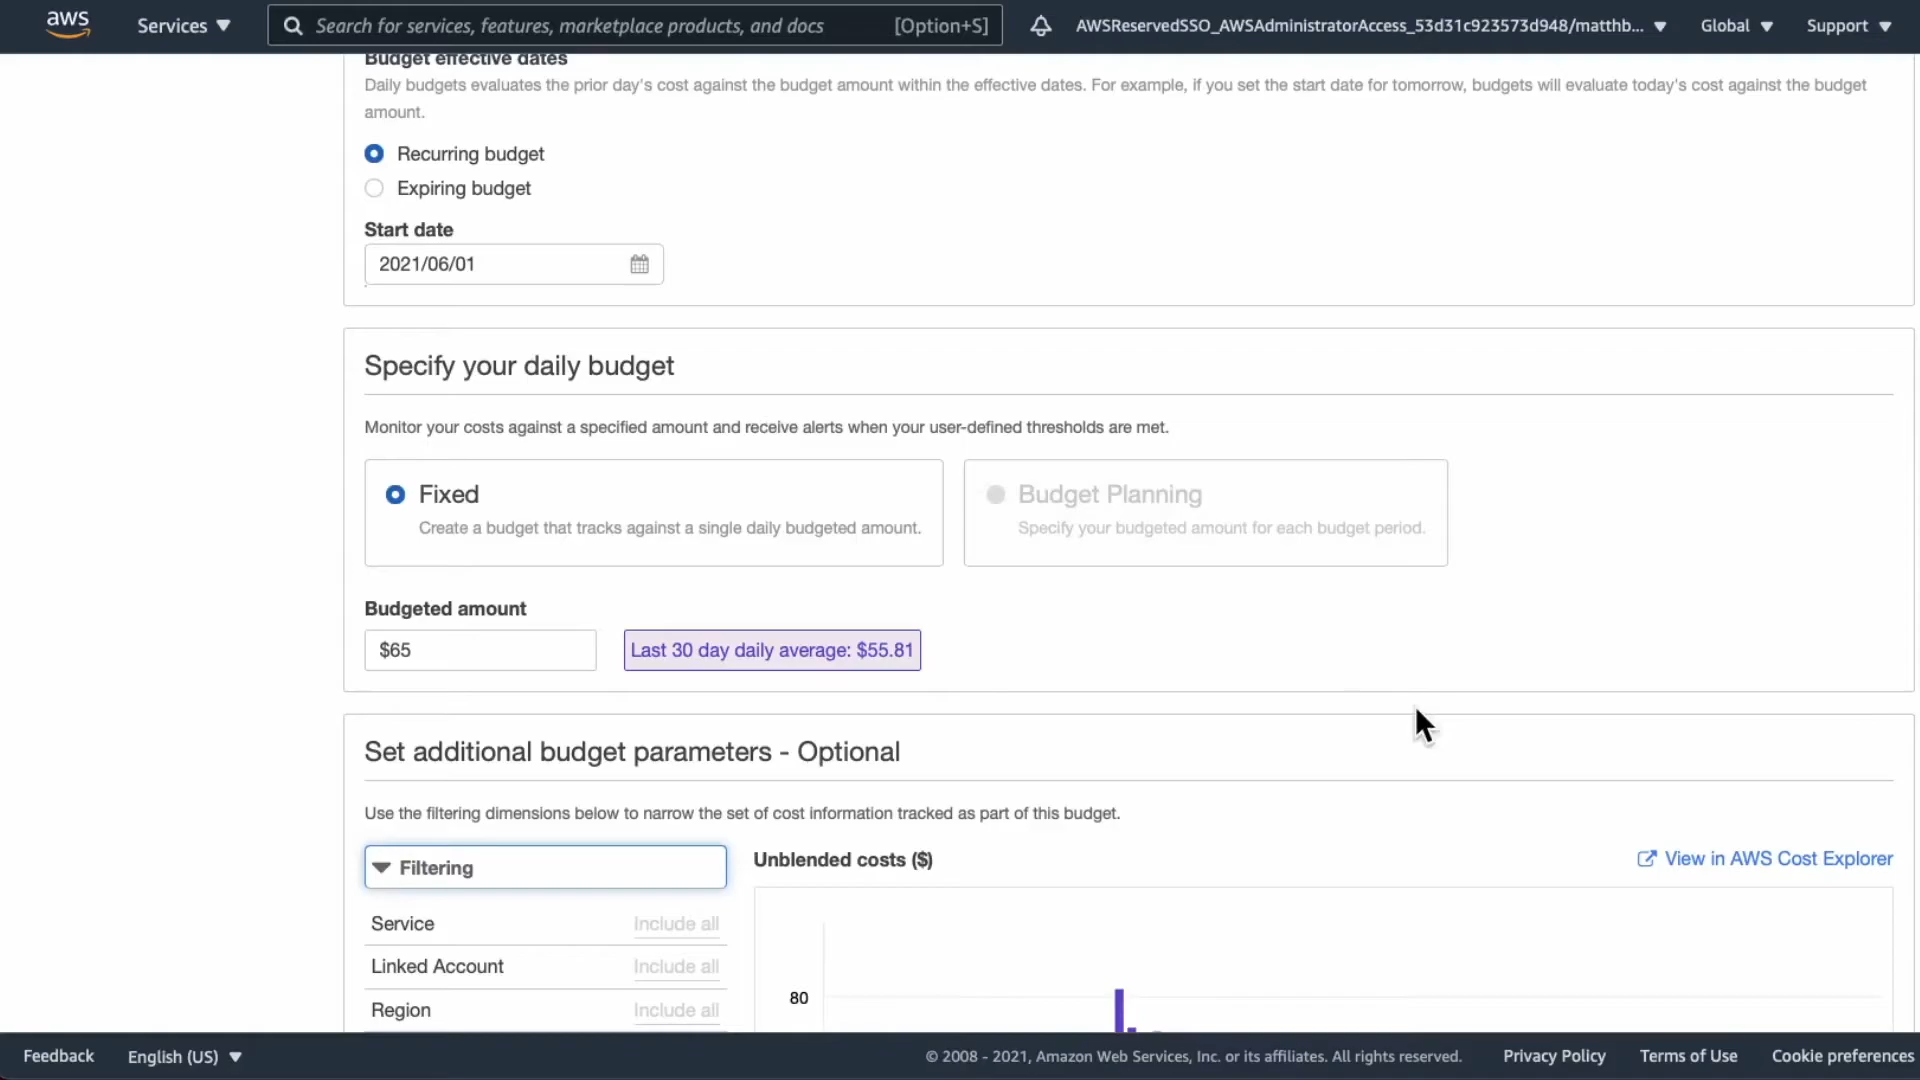 aws
Services
Search for services, features, marketplace products, and docs
[Option+S]
AWSReservedSSO_AWSAdministratorAccess_53d31c923573d948/matthb...
Global
Support
Budget effective dates
Daily budgets evaluates the prior day's cost against the budget amount within the effective dates. For example, if you set the start date for tomorrow, budgets will evaluate today's cost against the budget
amount.
Recurring budget
Expiring budget
Start date
2021/06/01
Specify your daily budget
Monitor your costs against a specified amount and receive alerts when your user-defined thresholds are met.
Fixed
Create a budget that tracks against a single daily budgeted amount.
Budget Planning
Specify your budgeted amount for each budget period.
Budgeted amount
$65
Last 30 day daily average: $55.81
Set additional budget parameters - Optional
Use the filtering dimensions below to narrow the set of cost information tracked as part of this budget.
Filtering
Unblended costs ($)
View in AWS Cost Explorer
Service
Include all
Linked Account
Include all
Region
Include all
80
Feedback
English (US)
© 2008 - 2021, Amazon Web Services, Inc. or its affiliates. All rights reserved.
Privacy Policy
Terms of Use
Cookie preferences